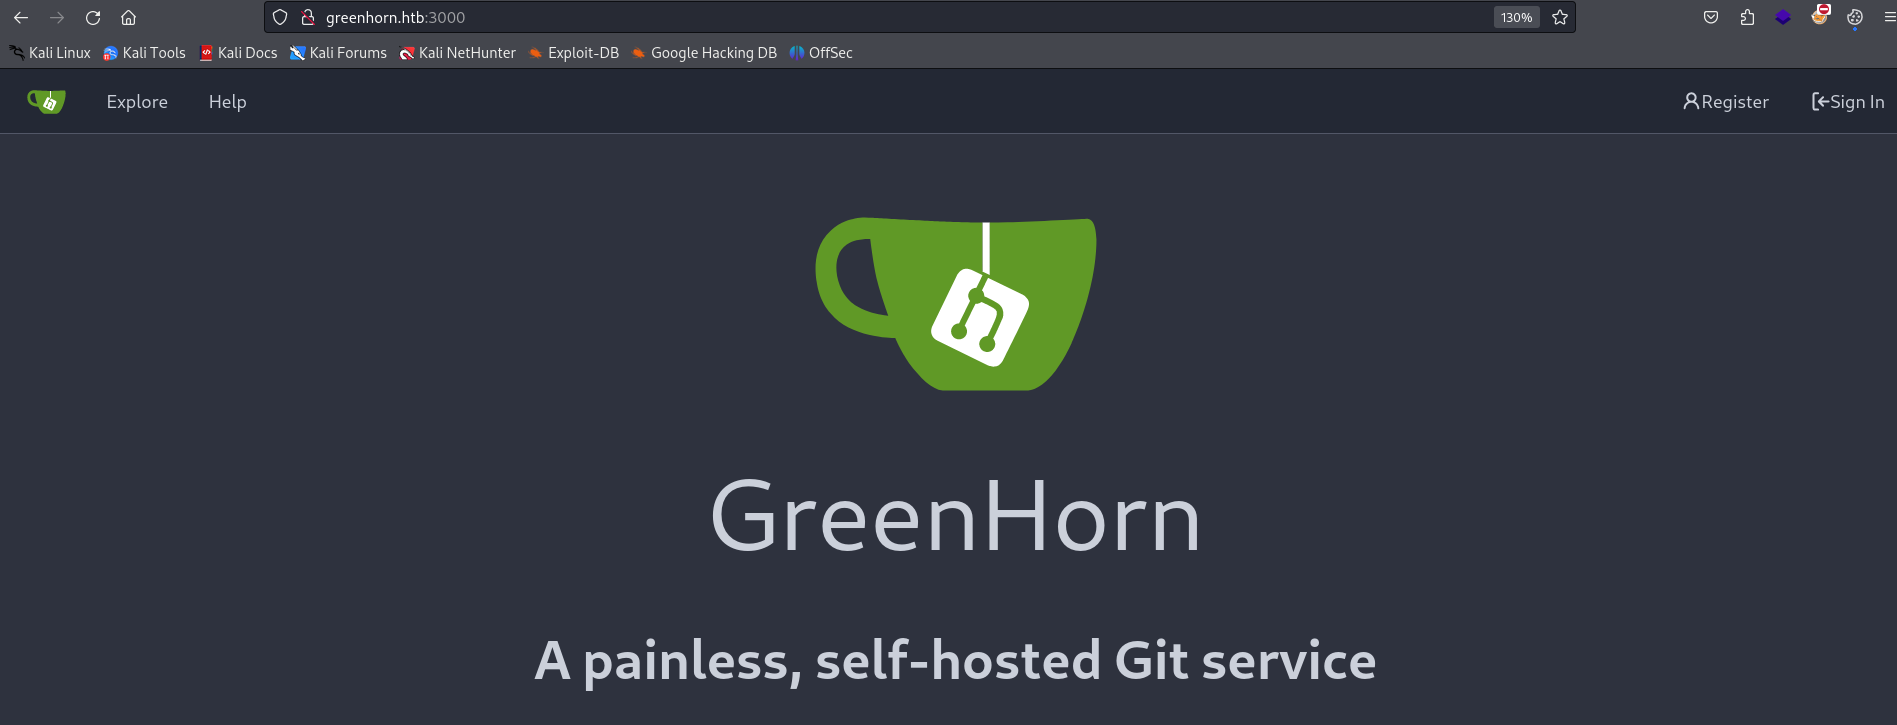 greenhorn.htb:3000 130%
Kali Linux Kali Tools Kali Docs Kali Forums Kali NetHunter Exploit-DB Google Hacking DB OffSec
Explore Help Register Sign In
GreenHorn
A painless, self-hosted Git service